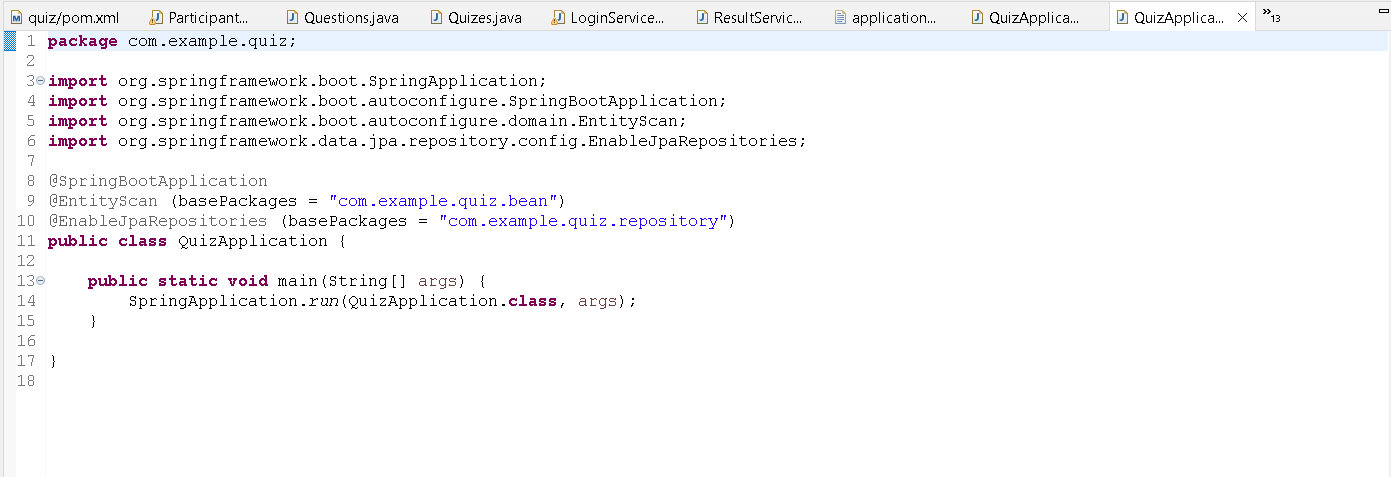 quiz/pom.xml Participant... Questions.java Quizes.java LoginService... ResultServic... application... QuizApplica... QuizApplica... »13
1 package com.example.quiz;
2
3 import org.springframework.boot.SpringApplication;
4 import org.springframework.boot.autoconfigure.SpringBootApplication;
5 import org.springframework.boot.autoconfigure.domain.EntityScan;
6 import org.springframework.data.jpa.repository.config.EnableJpaRepositories;
7
8 @SpringBootApplication
9 @EntityScan (basePackages = "com.example.quiz.bean")
10 @EnableJpaRepositories (basePackages = "com.example.quiz.repository")
11 public class QuizApplication {
12
13 public static void main(String[] args) {
14 SpringApplication.run(QuizApplication.class, args);
15 }
16
17 }
18